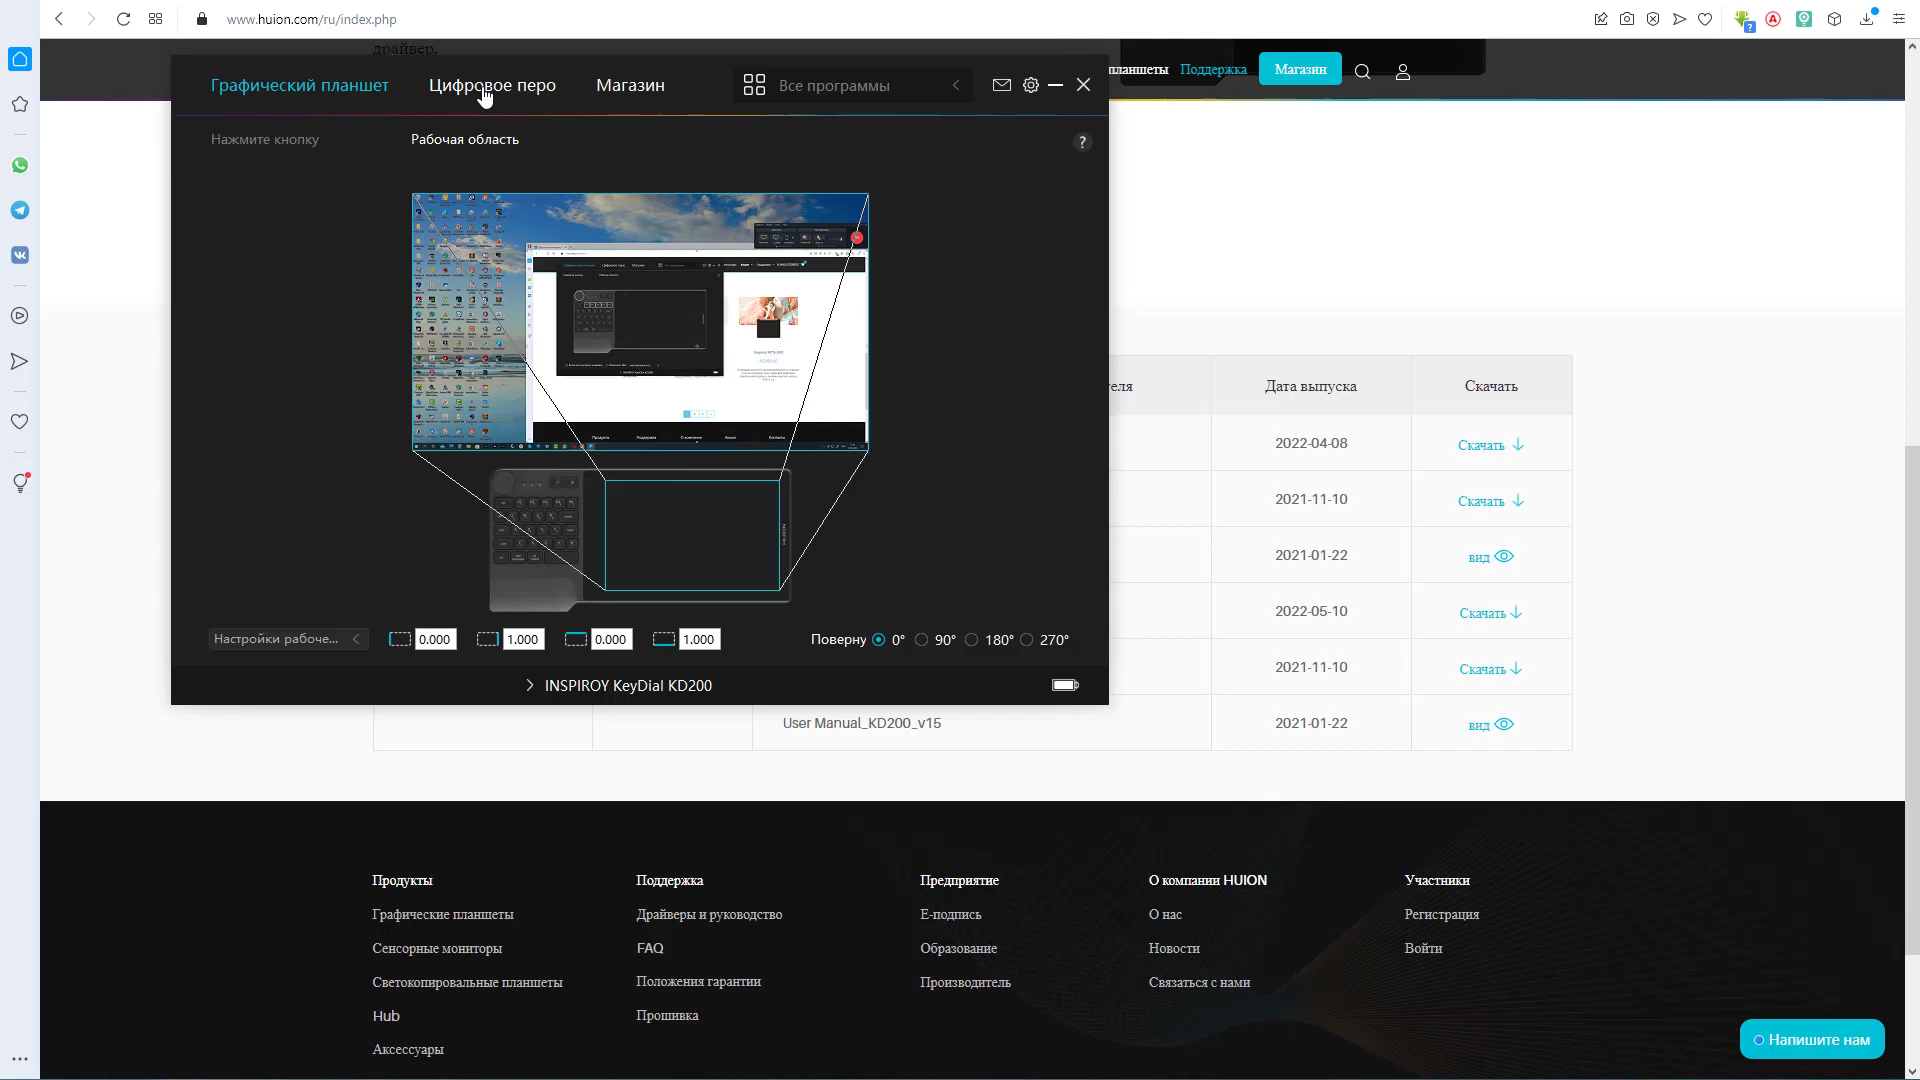 www.huion.com/ru/index.php
драйвер.
Графический планшет
Цифровое перо
Магазин
Все программы
планшеты
Поддержка
Магазин
Нажмите кнопку
Рабочая область
?
теля
Дата выпуска
Скачать
2022-04-08
Скачать
2021-11-10
Скачать
2021-01-22
вид
2022-05-10
Скачать
2021-11-10
Скачать
User Manual_KD200_v15
2021-01-22
вид
Настройки рабоче...
0.000
1.000
0.000
1.000
Поверну
0°
90°
180°
270°
INSPIROY KeyDial KD200
Продукты
Графические планшеты
Сенсорные мониторы
Светокопировальные планшеты
Hub
Аксессуары
Поддержка
Драйверы и руководство
FAQ
Положения гарантии
Прошивка
Предприятие
Е-подпись
Образование
Производитель
О компании HUION
О нас
Новости
Связаться с нами
Участники
Регистрация
Войти
Напишите нам